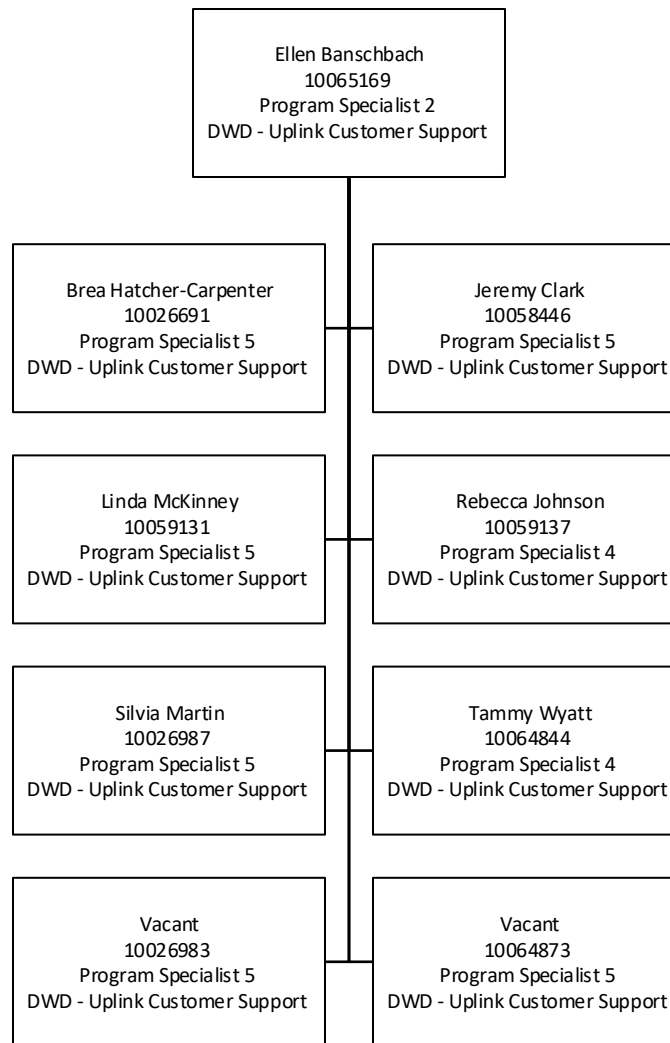 Ellen Banschbach
10065169
Program Specialist 2
DWD - Uplink Customer Support
Brea Hatcher-Carpenter
10026691
Program Specialist 5
DWD - Uplink Customer Support
Jeremy Clark
10058446
Program Specialist 5
DWD - Uplink Customer Support
Linda McKinney
10059131
Program Specialist 5
DWD - Uplink Customer Support
Rebecca Johnson
10059137
Program Specialist 4
DWD - Uplink Customer Support
Silvia Martin
10026987
Program Specialist 5
DWD - Uplink Customer Support
Tammy Wyatt
10064844
Program Specialist 4
DWD - Uplink Customer Support
Vacant
10026983
Program Specialist 5
DWD - Uplink Customer Support
Vacant
10064873
Program Specialist 5
DWD - Uplink Customer Support